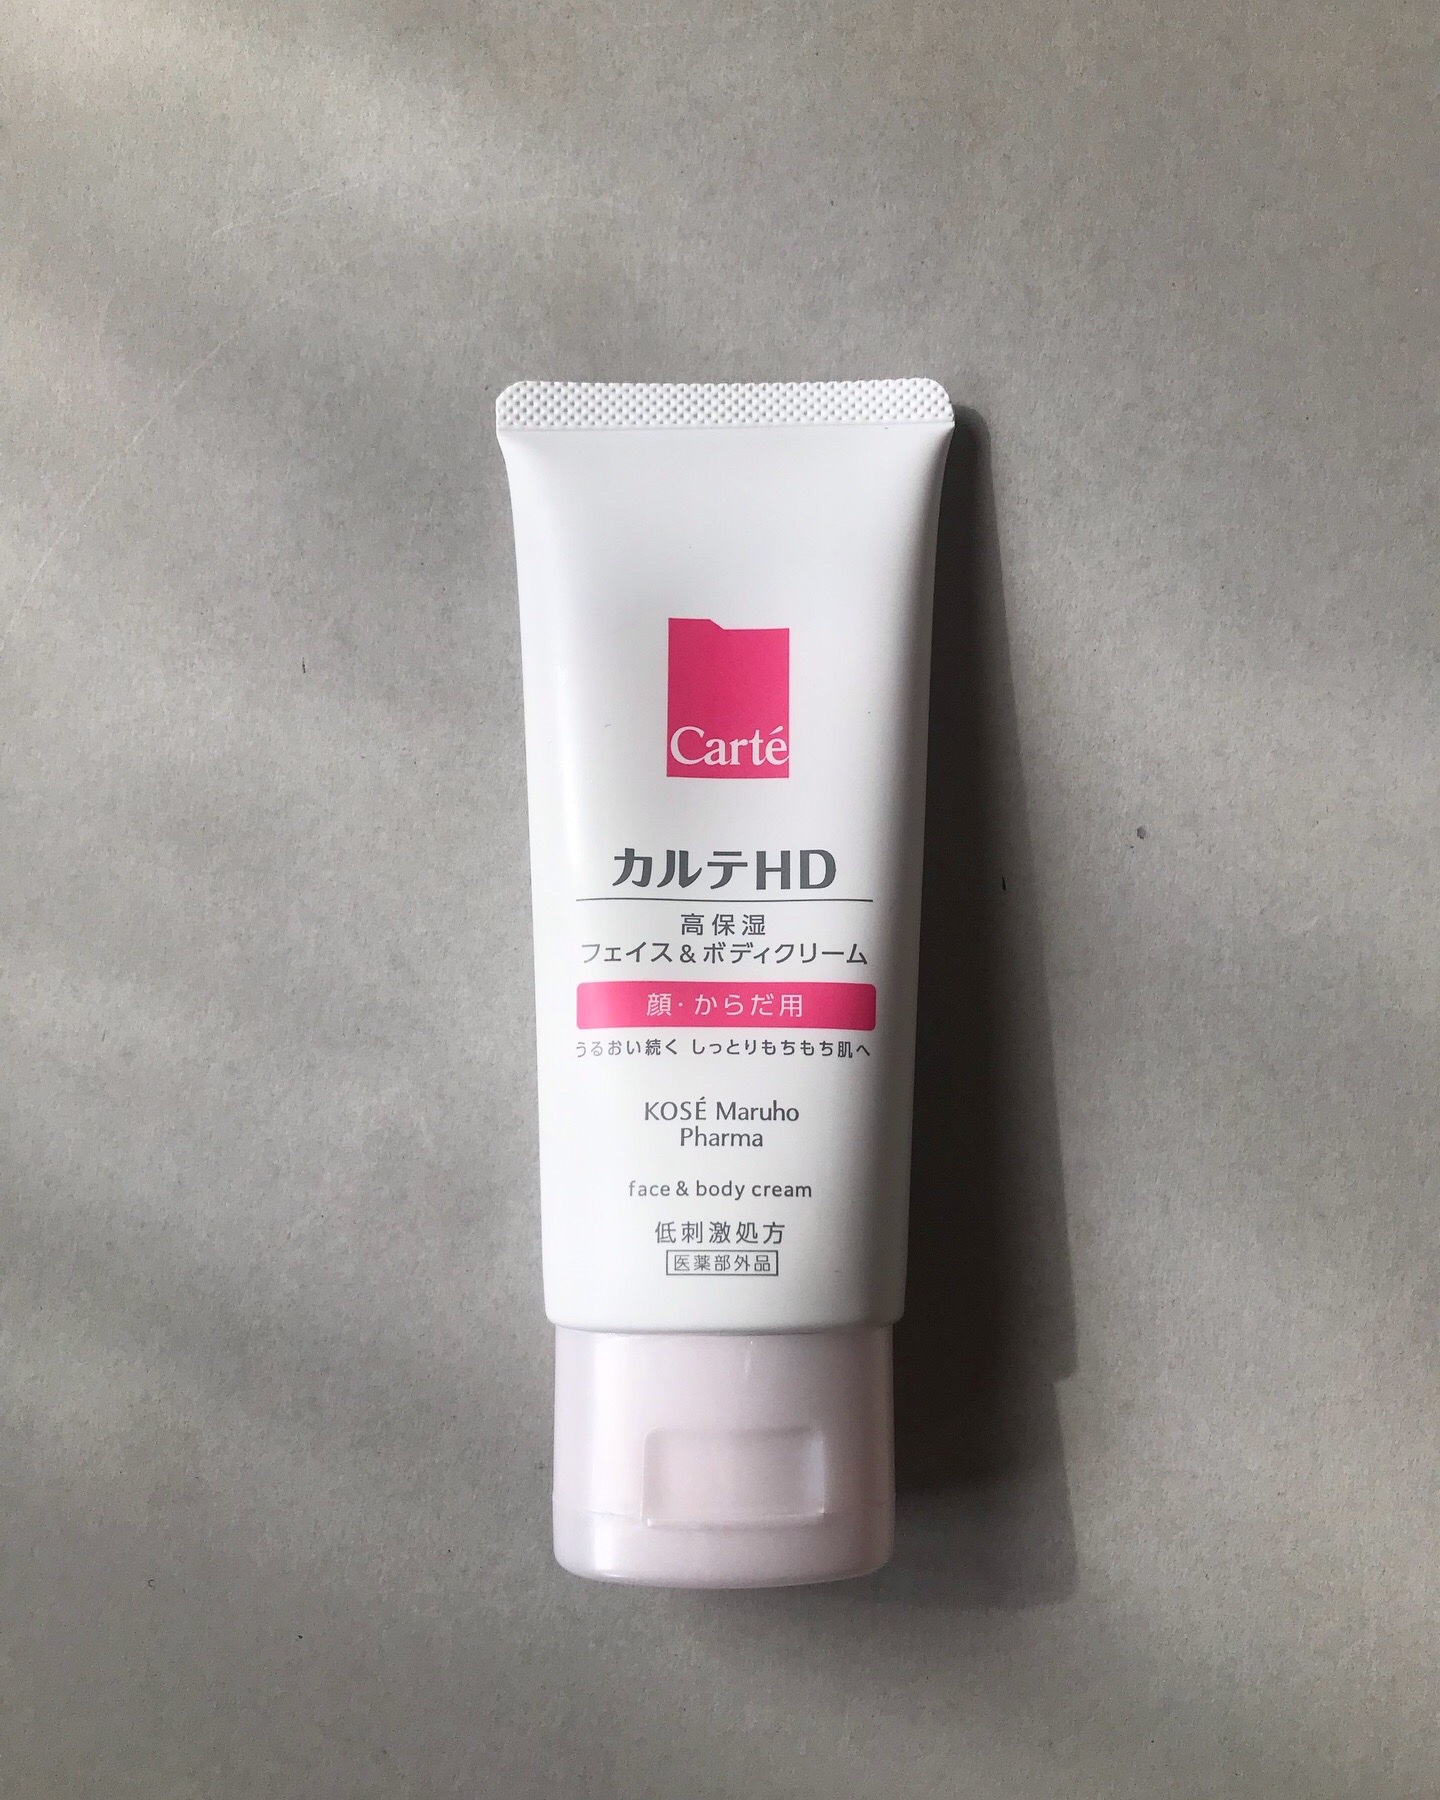 Carté
カルテHD
高保湿
フェイス&ボディクリーム
顔・からだ用
うるおい続く しっとりもちもち肌へ
KOSÉ Maruho
Pharma
face & body cream
低刺激処方
医薬部外品